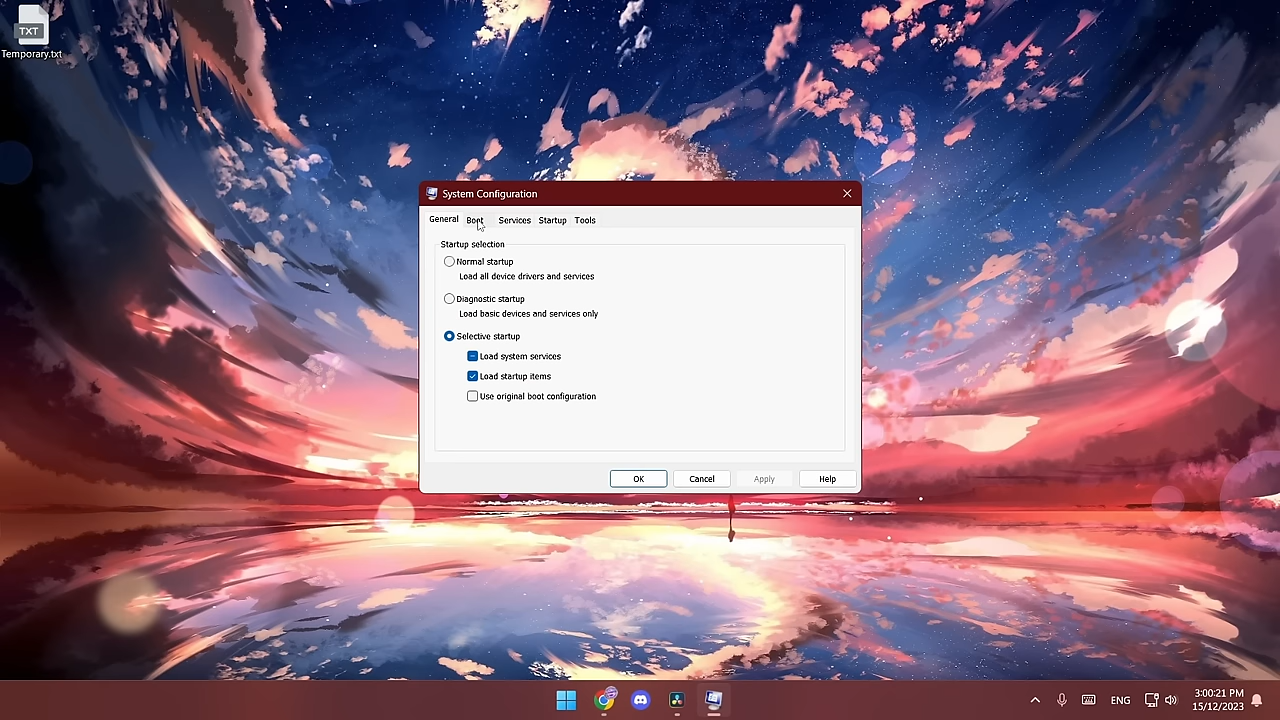 TXT
Temporary.txt
System Configuration
General Boot Services Startup Tools
Startup selection
Normal startup
Load all device drivers and services
Diagnostic startup
Load basic devices and services only
Selective startup
Load system services
Load startup items
Use original boot configuration
OK Cancel Apply Help
ENG
3:00:21 PM
15/12/2023